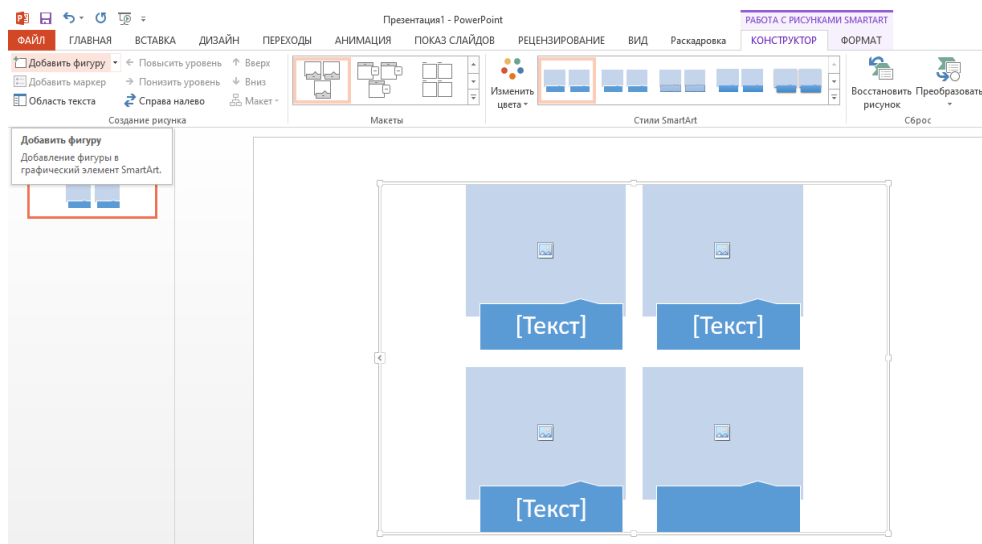 Презентация1 - PowerPoint
РАБОТА С РИСУНКАМИ SMARTART
ФАЙЛ ГЛАВНАЯ ВСТАВКА ДИЗАЙН ПЕРЕХОДЫ АНИМАЦИЯ ПОКАЗ СЛАЙДОВ РЕЦЕНЗИРОВАНИЕ ВИД Раскадровка КОНСТРУКТОР ФОРМАТ
Добавить фигуру Повысить уровень Вверх
Добавить маркер Понизить уровень Вниз
Область текста Справа налево Макет
Изменить цвета
Восстановить рисунок
Преобразовать
Создание рисунка Макеты Стили SmartArt Сброс
Добавить фигуру
Добавление фигуры в
графический элемент SmartArt.
[Текст] [Текст]
[Текст]